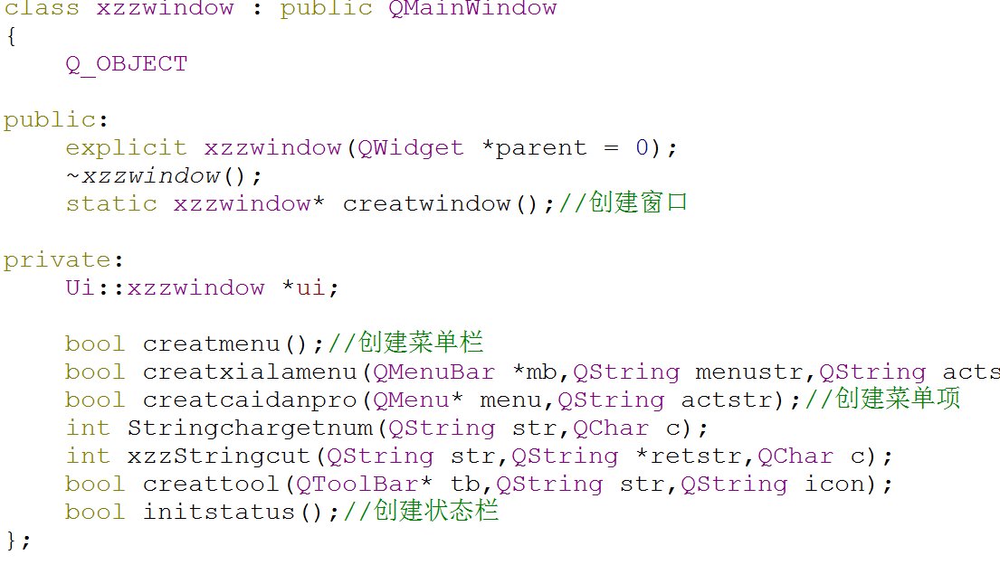 class xzzwindow : public QMainWindow
{
    Q_OBJECT

public:
    explicit xzzwindow(QWidget *parent = 0);
    ~xzzwindow();
    static xzzwindow* creatwindow();//创建窗口

private:
    Ui::xzzwindow *ui;

    bool creatmenu();//创建菜单栏
    bool creatxialamenu(QMenuBar *mb,QString menustr,QString acts
    bool creatcaidanpro(QMenu* menu,QString actstr);//创建菜单项
    int Stringchargetnum(QString str,QChar c);
    int xzzStringcut(QString str,QString *retstr,QChar c);
    bool creattool(QToolBar* tb,QString str,QString icon);
    bool initstatus();//创建状态栏
};